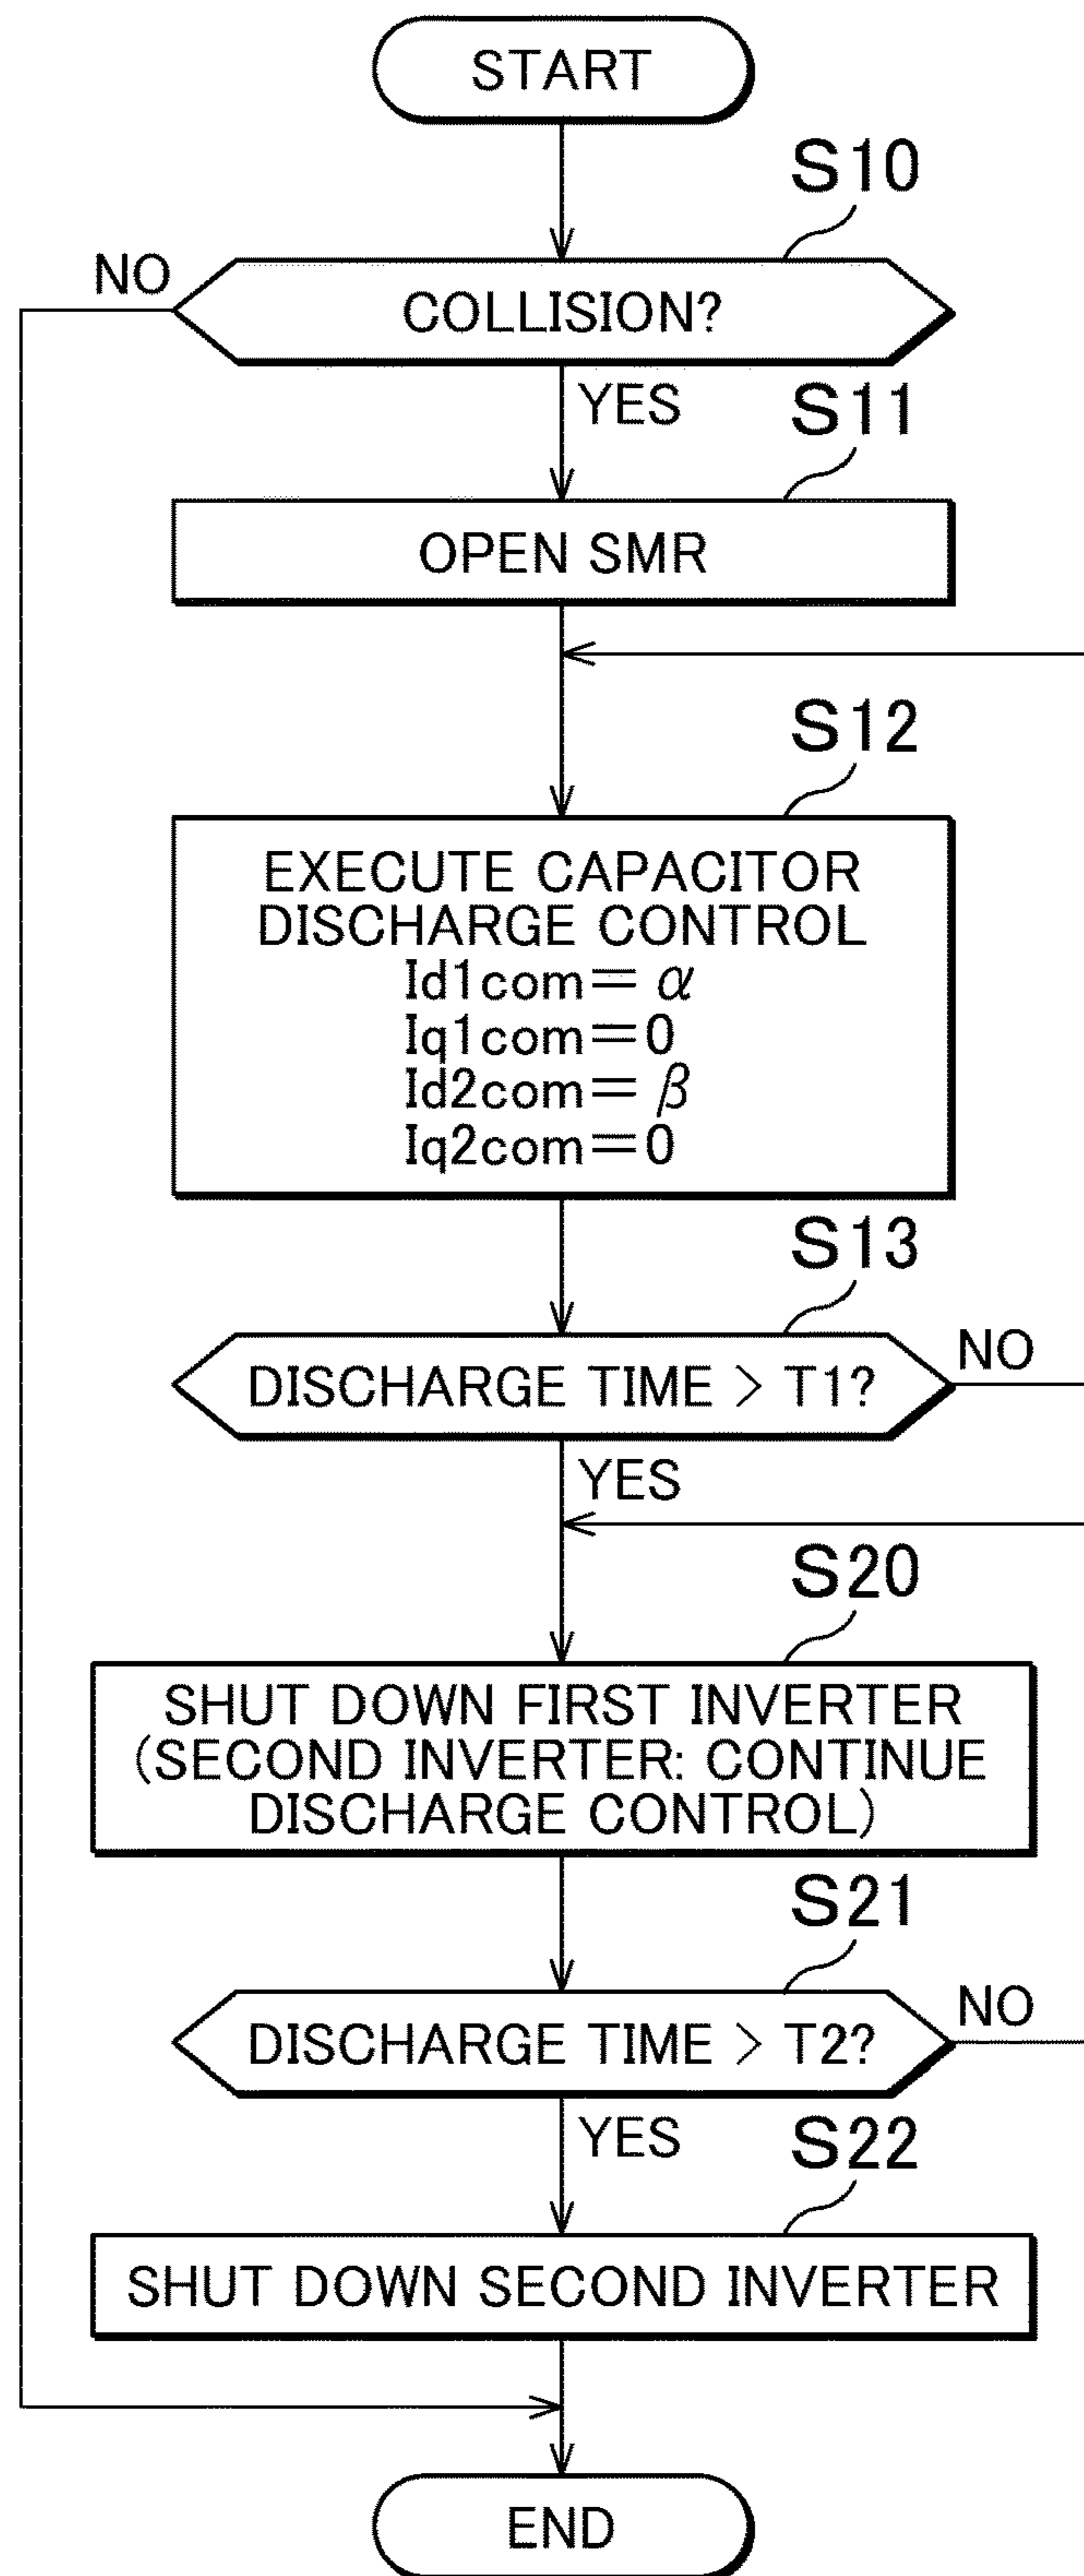 START
S10
NO
COLLISION?
YES
S11
OPEN SMR
S12
EXECUTE CAPACITOR
DISCHARGE CONTROL
Id1com=α
Iq1com=0
Id2com=β
Iq2com=0
S13
DISCHARGE TIME > T1?
NO
YES
S20
SHUT DOWN FIRST INVERTER
(SECOND INVERTER: CONTINUE
DISCHARGE CONTROL)
S21
DISCHARGE TIME > T2?
NO
YES
S22
SHUT DOWN SECOND INVERTER
END